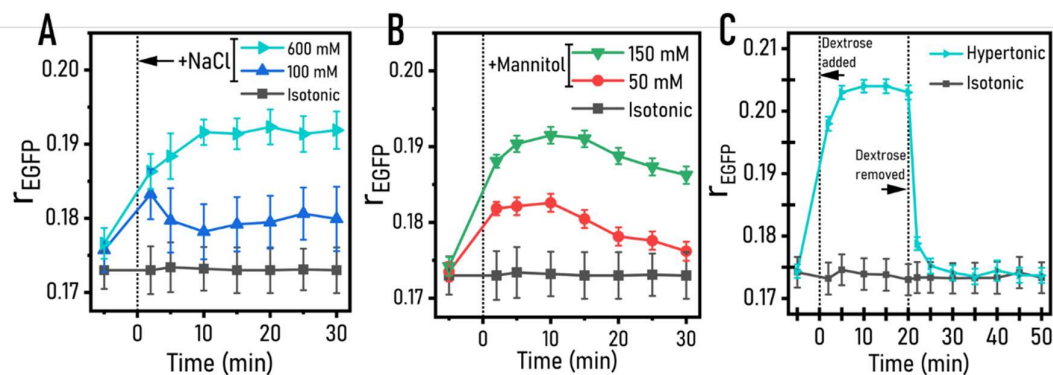 A
+NaCl
600 mM
100 mM
Isotonic
0.20
0.19
0.18
0.17
rEGFP
0 10 20 30
Time (min)
B
+Mannitol
150 mM
50 mM
Isotonic
0.20
0.19
0.18
0.17
rEGFP
0 10 20 30
Time (min)
C
Dextrose
added
Hypertonic
Isotonic
Dextrose
removed
0.21
0.20
0.19
0.18
0.17
rEGFP
0 10 20 30 40 50
Time (min)